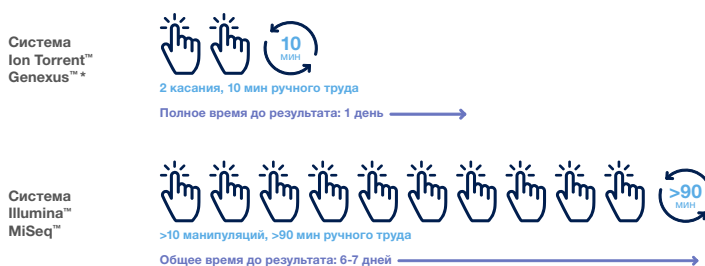 Система
Ion Torrent™
Genexus™ *
10
мин
2 касания, 10 мин ручного труда
Полное время до результата: 1 день
Система
Illumina™
MiSeq™
>90
мин
>10 манипуляций, >90 мин ручного труда
Общее время до результата: 6-7 дней